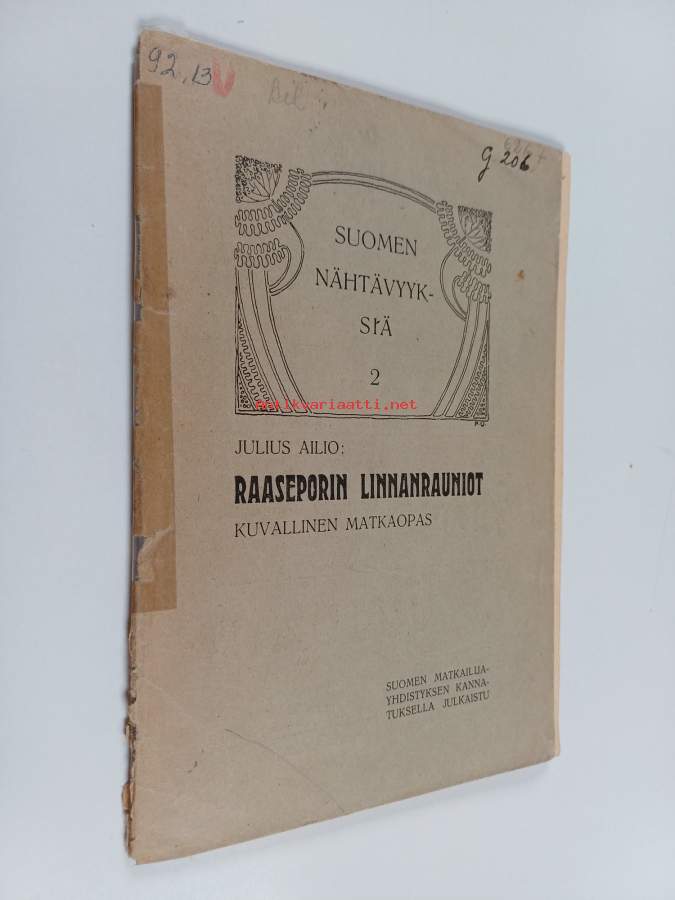 92.13 V
Bil
G 206
SUOMEN
NÄHTÄVYYK-
SIÄ
2
antikvariaatti.net
P.U.
JULIUS AILIO:
RAASEPORIN LINNANRAUNIOT
KUVALLINEN MATKAOPAS
SUOMEN MATKAILIJA-
YHDISTYKSEN KANNA-
TUKSELLA JULKAISTU